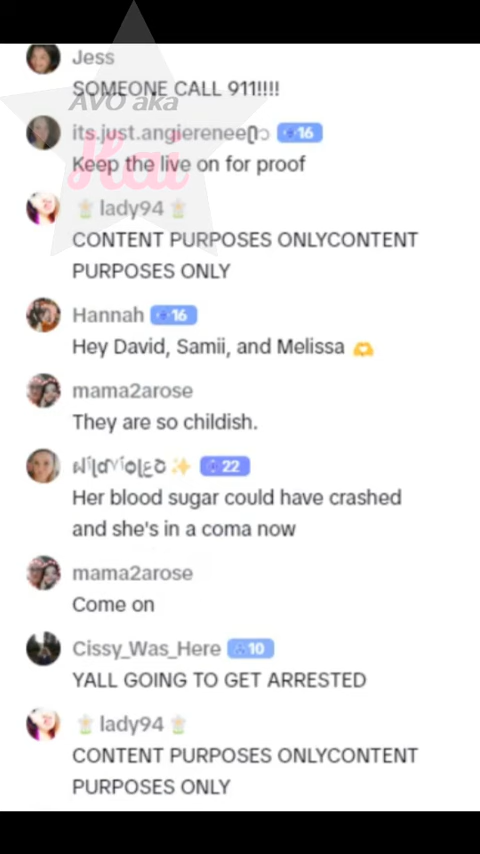 Jess
SOMEONE CALL 911!!!!
AVO aka
Kai
its.just.angierenee 16
Keep the live on for proof
lady94
CONTENT PURPOSES ONLYCONTENT
PURPOSES ONLY
Hannah 16
Hey David, Samii, and Melissa 🫶
mama2arose
They are so childish.
✨ 22
Her blood sugar could have crashed
and she's in a coma now
mama2arose
Come on
Cissy_Was_Here 10
YALL GOING TO GET ARRESTED
lady94
CONTENT PURPOSES ONLYCONTENT
PURPOSES ONLY